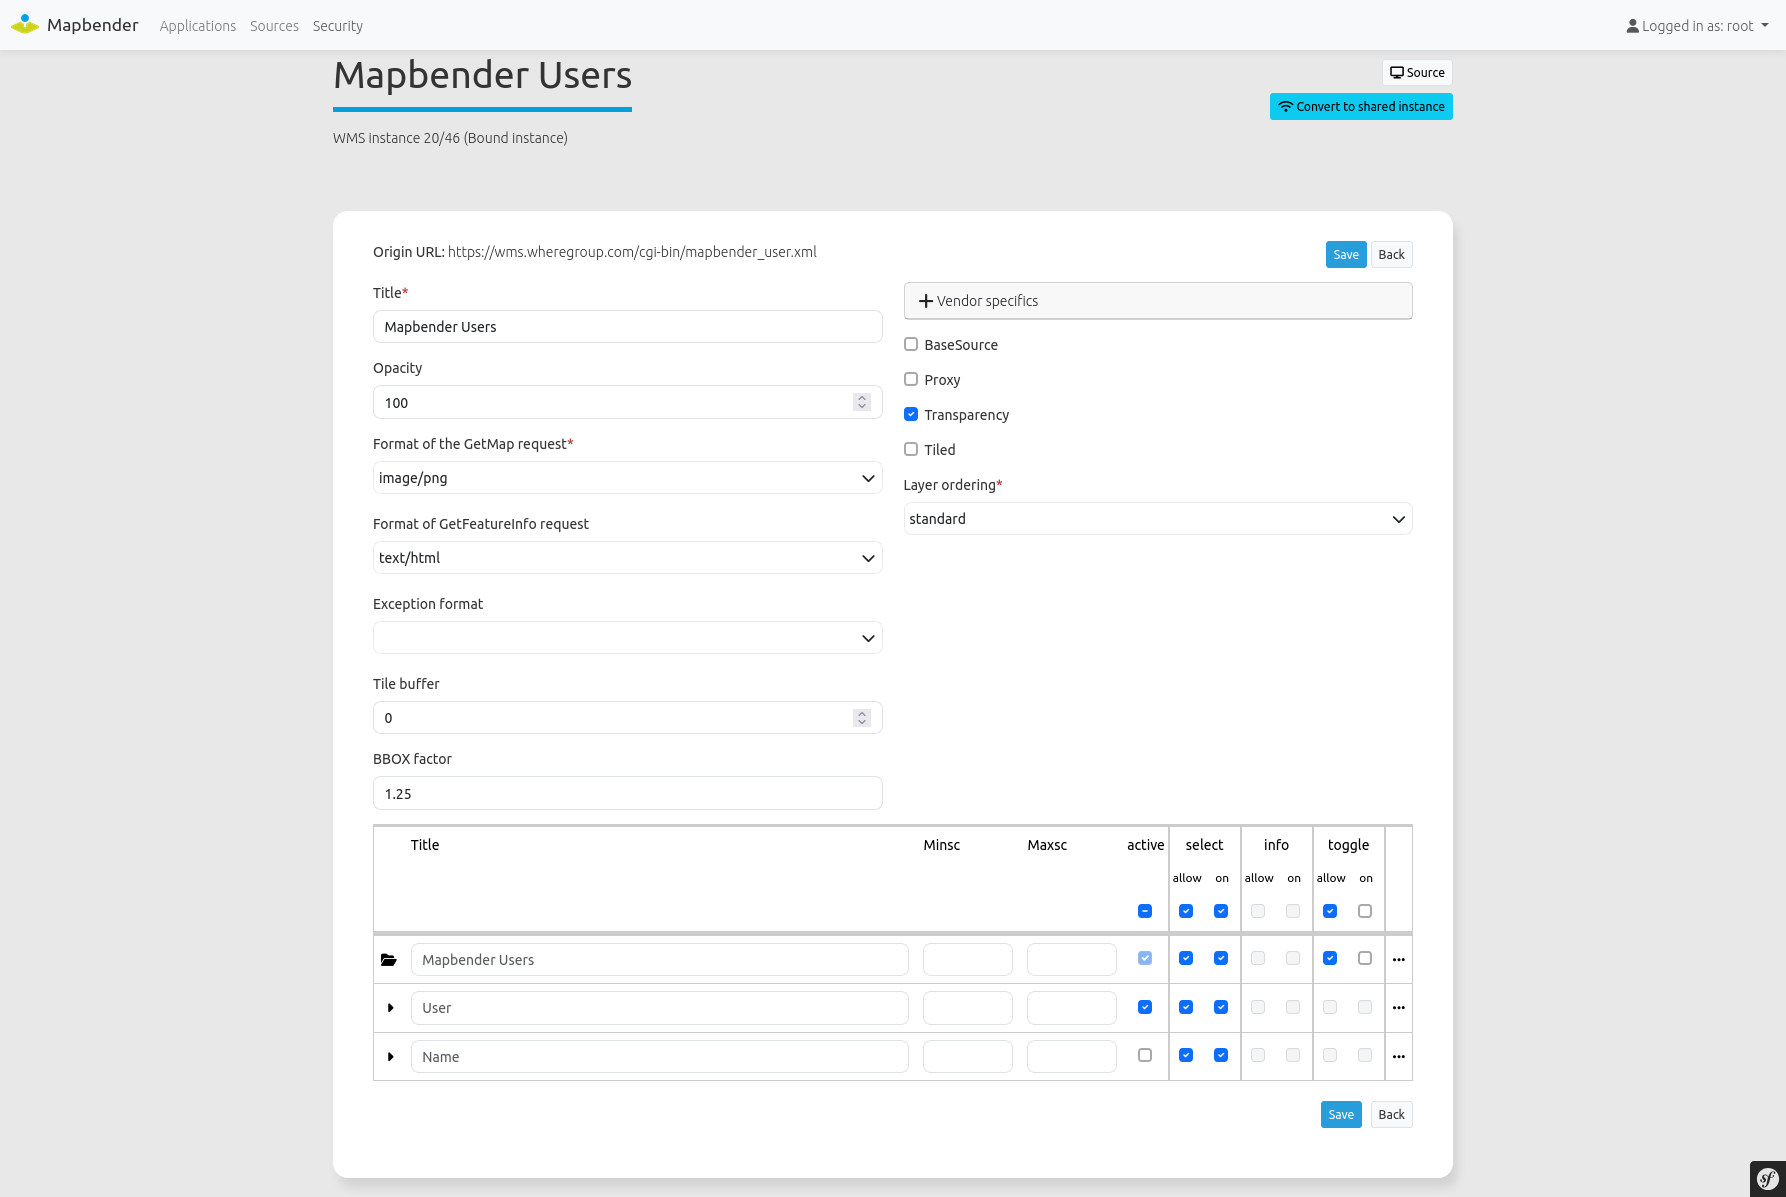 Mapbender Applications Sources Security Logged in as: root
Mapbender Users
Source
Convert to shared instance
WMS instance 20/46 (Bound instance)
Origin URL: https://wms.wheregroup.com/cgi-bin/mapbender_user.xml
Save Back
Title*
Mapbender Users
Opacity
100
Format of the GetMap request*
image/png
Format of GetFeatureInfo request
text/html
Exception format
Tile buffer
0
BBOX factor
1.25
Vendor specifics
BaseSource
Proxy
Transparency
Tiled
Layer ordering*
standard
Title Minsc Maxsc active select info toggle
allow on allow on allow on
Mapbender Users
User
Name
Save Back
sf